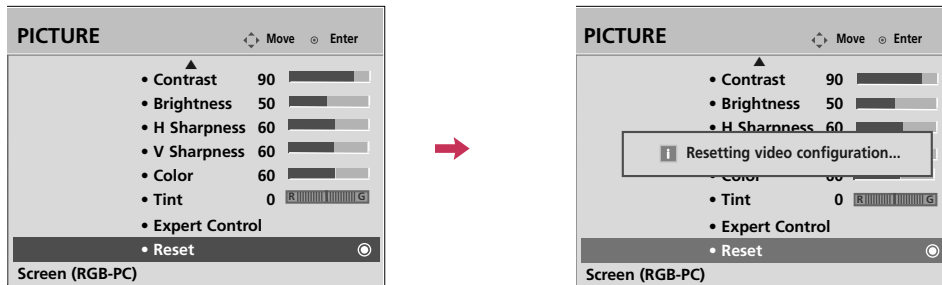 PICTURE Move Enter
• Contrast 90
• Brightness 50
• H Sharpness 60
• V Sharpness 60
• Color 60
• Tint 0 R G
• Expert Control
• Reset
Screen (RGB-PC)
PICTURE Move Enter
• Contrast 90
• Brightness 50
• H Sharpness 60
i Resetting video configuration...
• Color 60
• Tint 0 R G
• Expert Control
• Reset
Screen (RGB-PC)